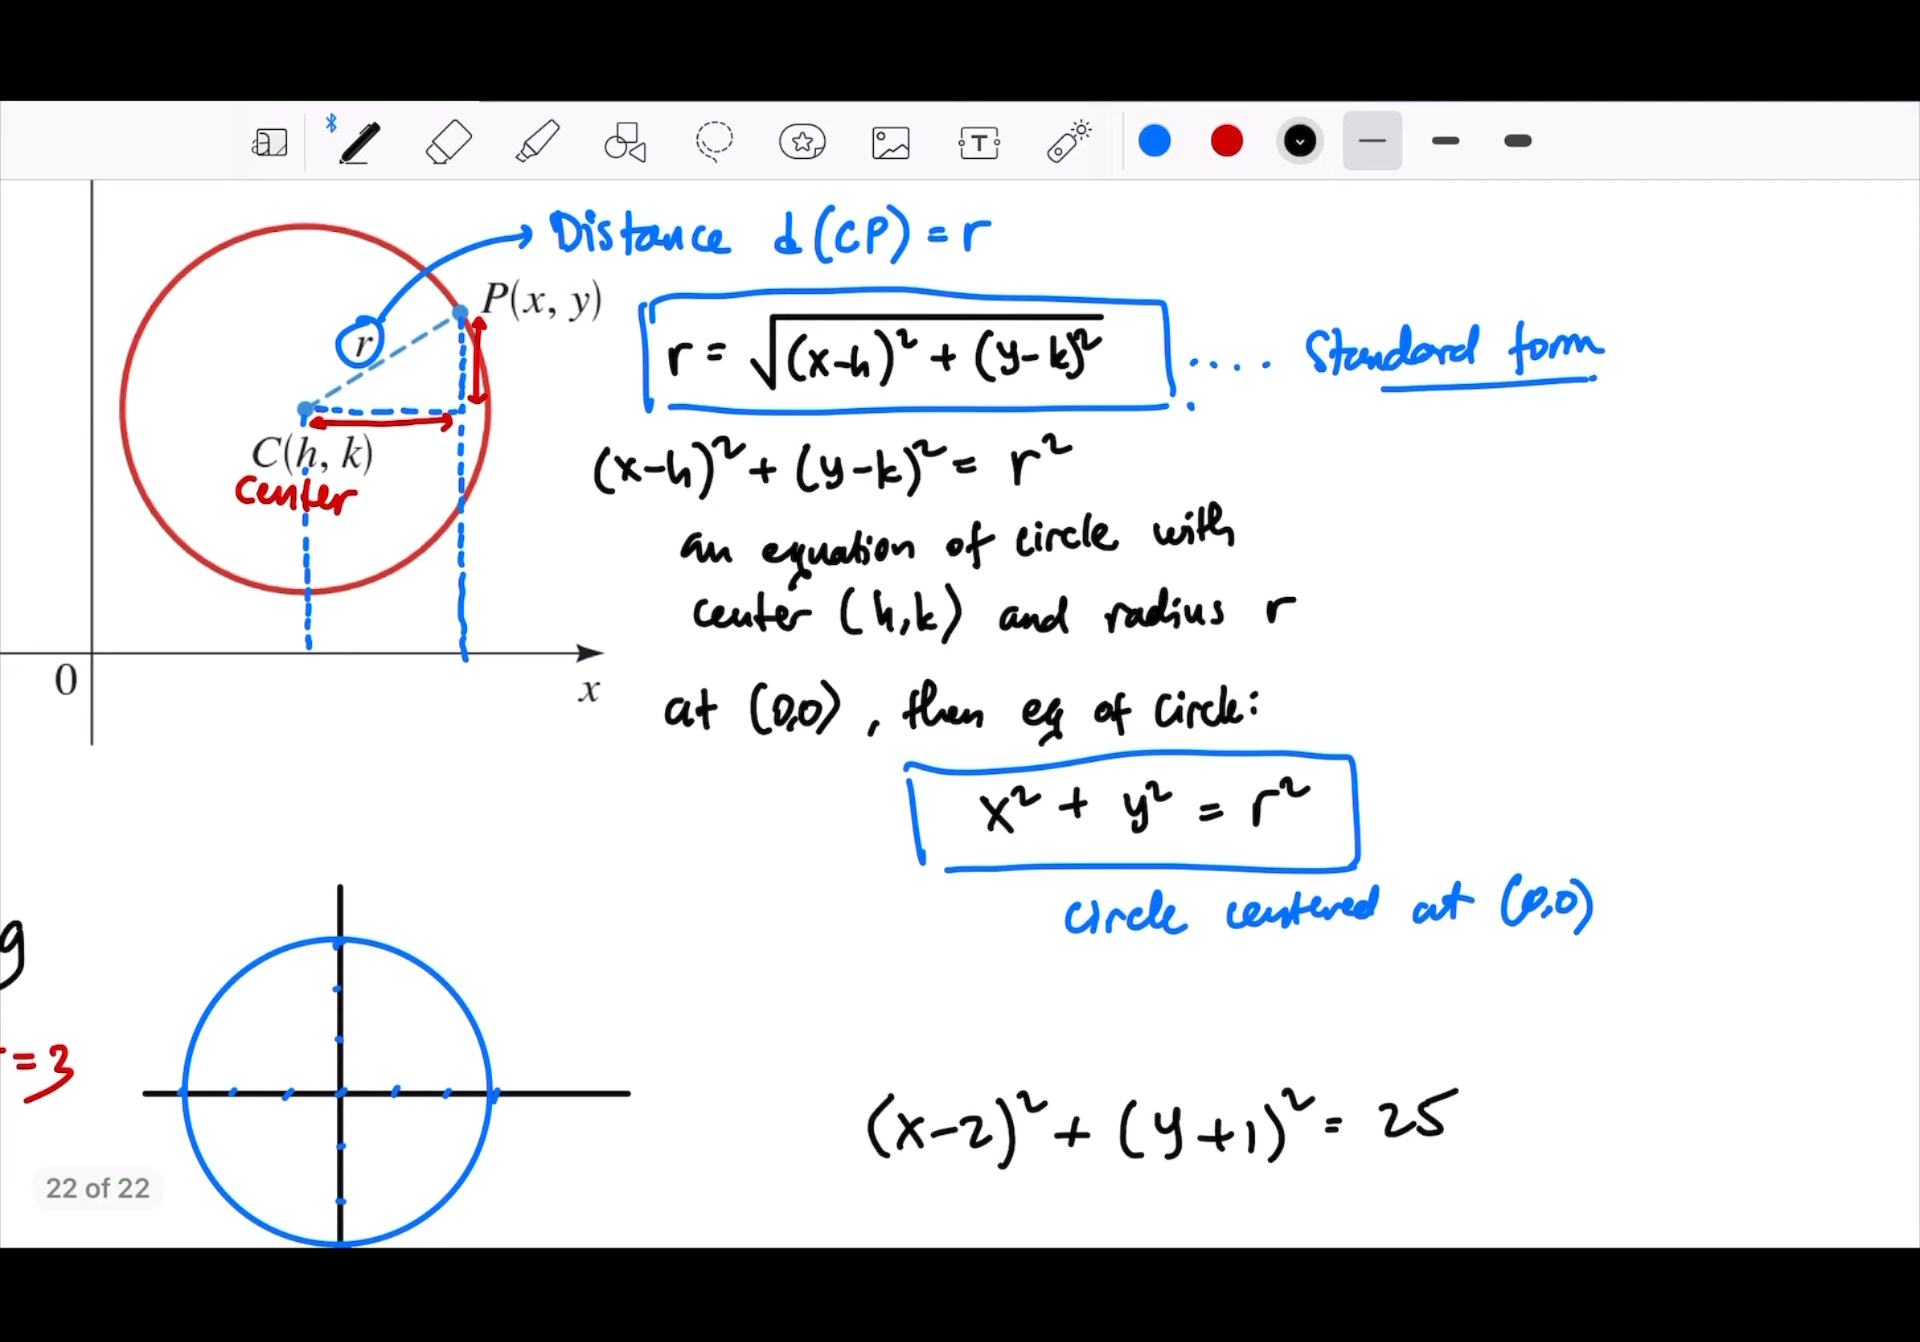 Distance d(CP) = r
P(x, y)
r
r = √(x-h)² + (y-k)² .... Standard form
C(h, k)
center
(x-h)² + (y-k)² = r²
an equation of circle with
center (h,k) and radius r
0
x
at (0,0), then eq of circle:
x² + y² = r²
circle centered at (0,0)
= 3
(x-2)² + (y+1)² = 25
22 of 22